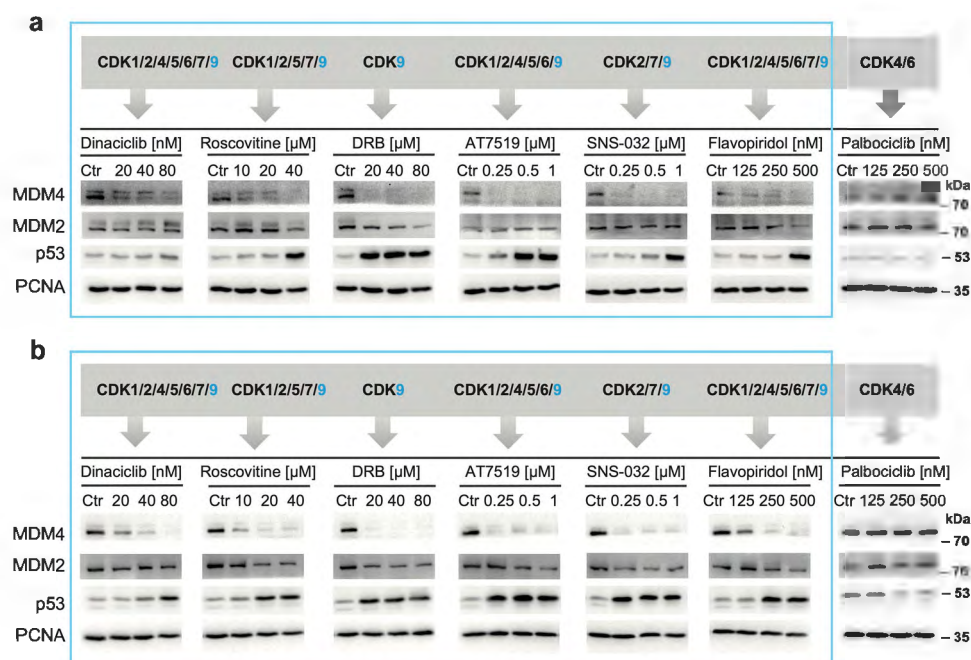 a
CDK1/2/4/5/6/7/9 CDK1/2/5/7/9 CDK9 CDK1/2/4/5/6/9 CDK2/7/9 CDK1/2/4/5/6/7/9 CDK4/6
Dinaciclib [nM] Roscovitine [µM] DRB [µM] AT7519 [µM] SNS-032 [µM] Flavopiridol [nM] Palbociclib [nM]
Ctr 20 40 80 Ctr 10 20 40 Ctr 20 40 80 Ctr 0.25 0.5 1 Ctr 0.25 0.5 1 Ctr 125 250 500 Ctr 125 250 500
kDa
MDM4
70
MDM2
70
p53
53
PCNA
35
b
CDK1/2/4/5/6/7/9 CDK1/2/5/7/9 CDK9 CDK1/2/4/5/6/9 CDK2/7/9 CDK1/2/4/5/6/7/9 CDK4/6
Dinaciclib [nM] Roscovitine [µM] DRB [µM] AT7519 [µM] SNS-032 [µM] Flavopiridol [nM] Palbociclib [nM]
Ctr 20 40 80 Ctr 10 20 40 Ctr 20 40 80 Ctr 0.25 0.5 1 Ctr 0.25 0.5 1 Ctr 125 250 500 Ctr 125 250 500
kDa
MDM4
70
MDM2
p53
53
PCNA
35